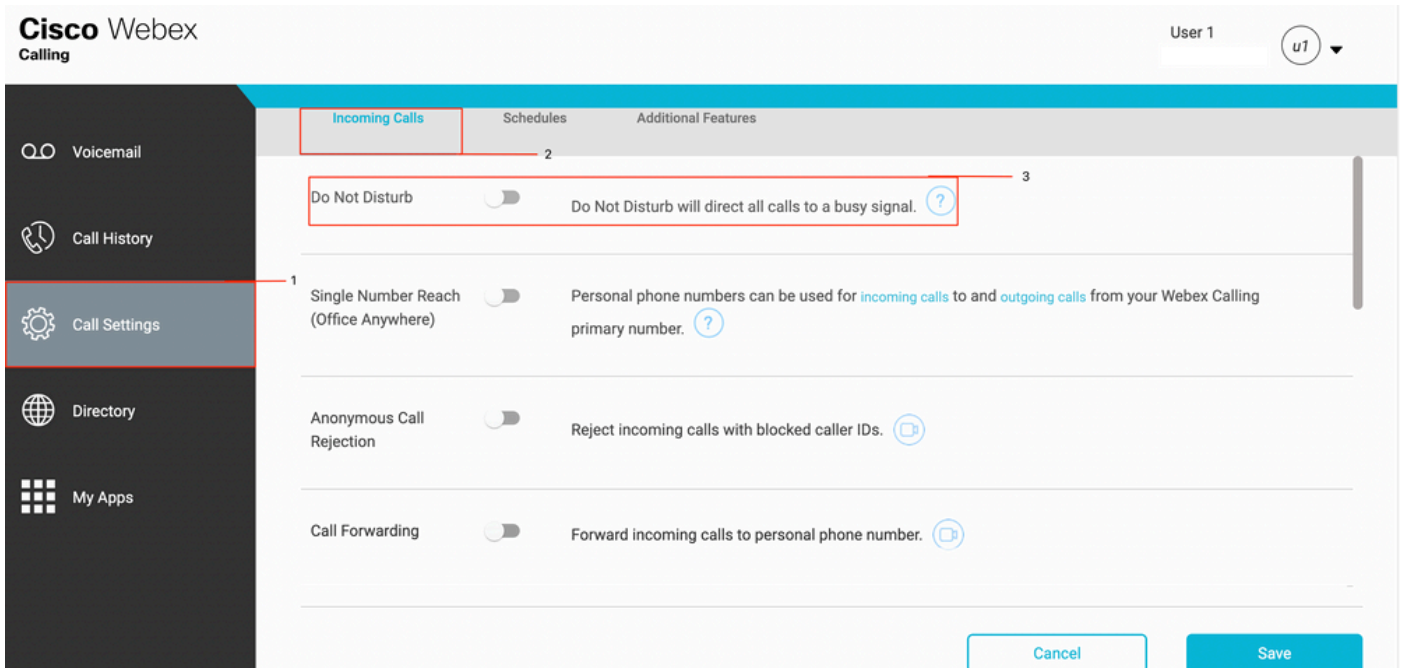 Cisco Webex
Calling
User 1
u1
Incoming Calls
Schedules
Additional Features
2
Voicemail
Call History
1
Call Settings
Directory
My Apps
3
Do Not Disturb
Do Not Disturb will direct all calls to a busy signal. ?
Single Number Reach
(Office Anywhere)
Personal phone numbers can be used for incoming calls to and outgoing calls from your Webex Calling
primary number. ?
Anonymous Call
Rejection
Reject incoming calls with blocked caller IDs.
Call Forwarding
Forward incoming calls to personal phone number.
Cancel
Save